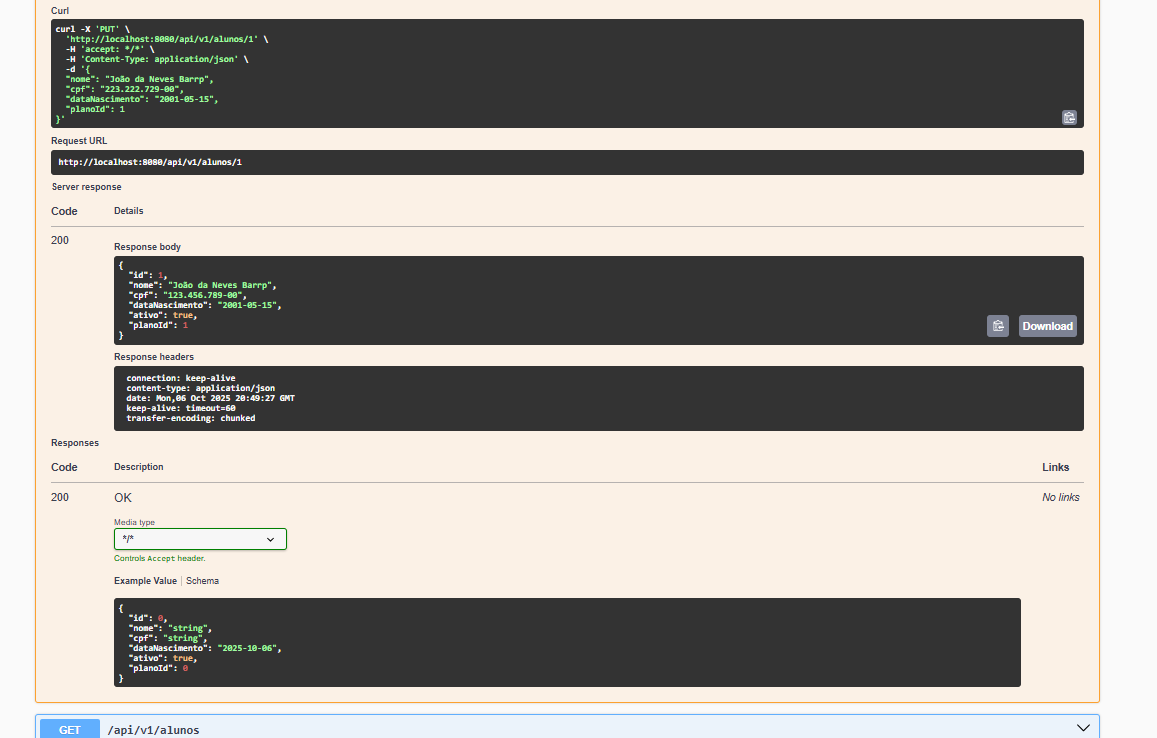 Curl
curl -X 'PUT' \
'http://localhost:8080/api/v1/alunos/1' \
-H 'accept: */*' \
-H 'Content-Type: application/json' \
-d '{
"nome": "João da Neves Barrp",
"cpf": "223.222.729-00",
"dataNascimento": "2001-05-15",
"planoId": 1
}'
Request URL
http://localhost:8080/api/v1/alunos/1
Server response
Code Details
200
Response body
{
"id": 1,
"nome": "João da Neves Barrp",
"cpf": "123.456.789-00",
"dataNascimento": "2001-05-15",
"ativo": true,
"planoId": 1
}
Download
Response headers
connection: keep-alive
content-type: application/json
date: Mon,06 Oct 2025 20:49:27 GMT
keep-alive: timeout=60
transfer-encoding: chunked
Responses
Code Description Links
200 OK No links
Media type
*/*
Controls Accept header.
Example Value Schema
{
"id": 0,
"nome": "string",
"cpf": "string",
"dataNascimento": "2025-10-06",
"ativo": true,
"planoId": 0
}
GET /api/v1/alunos